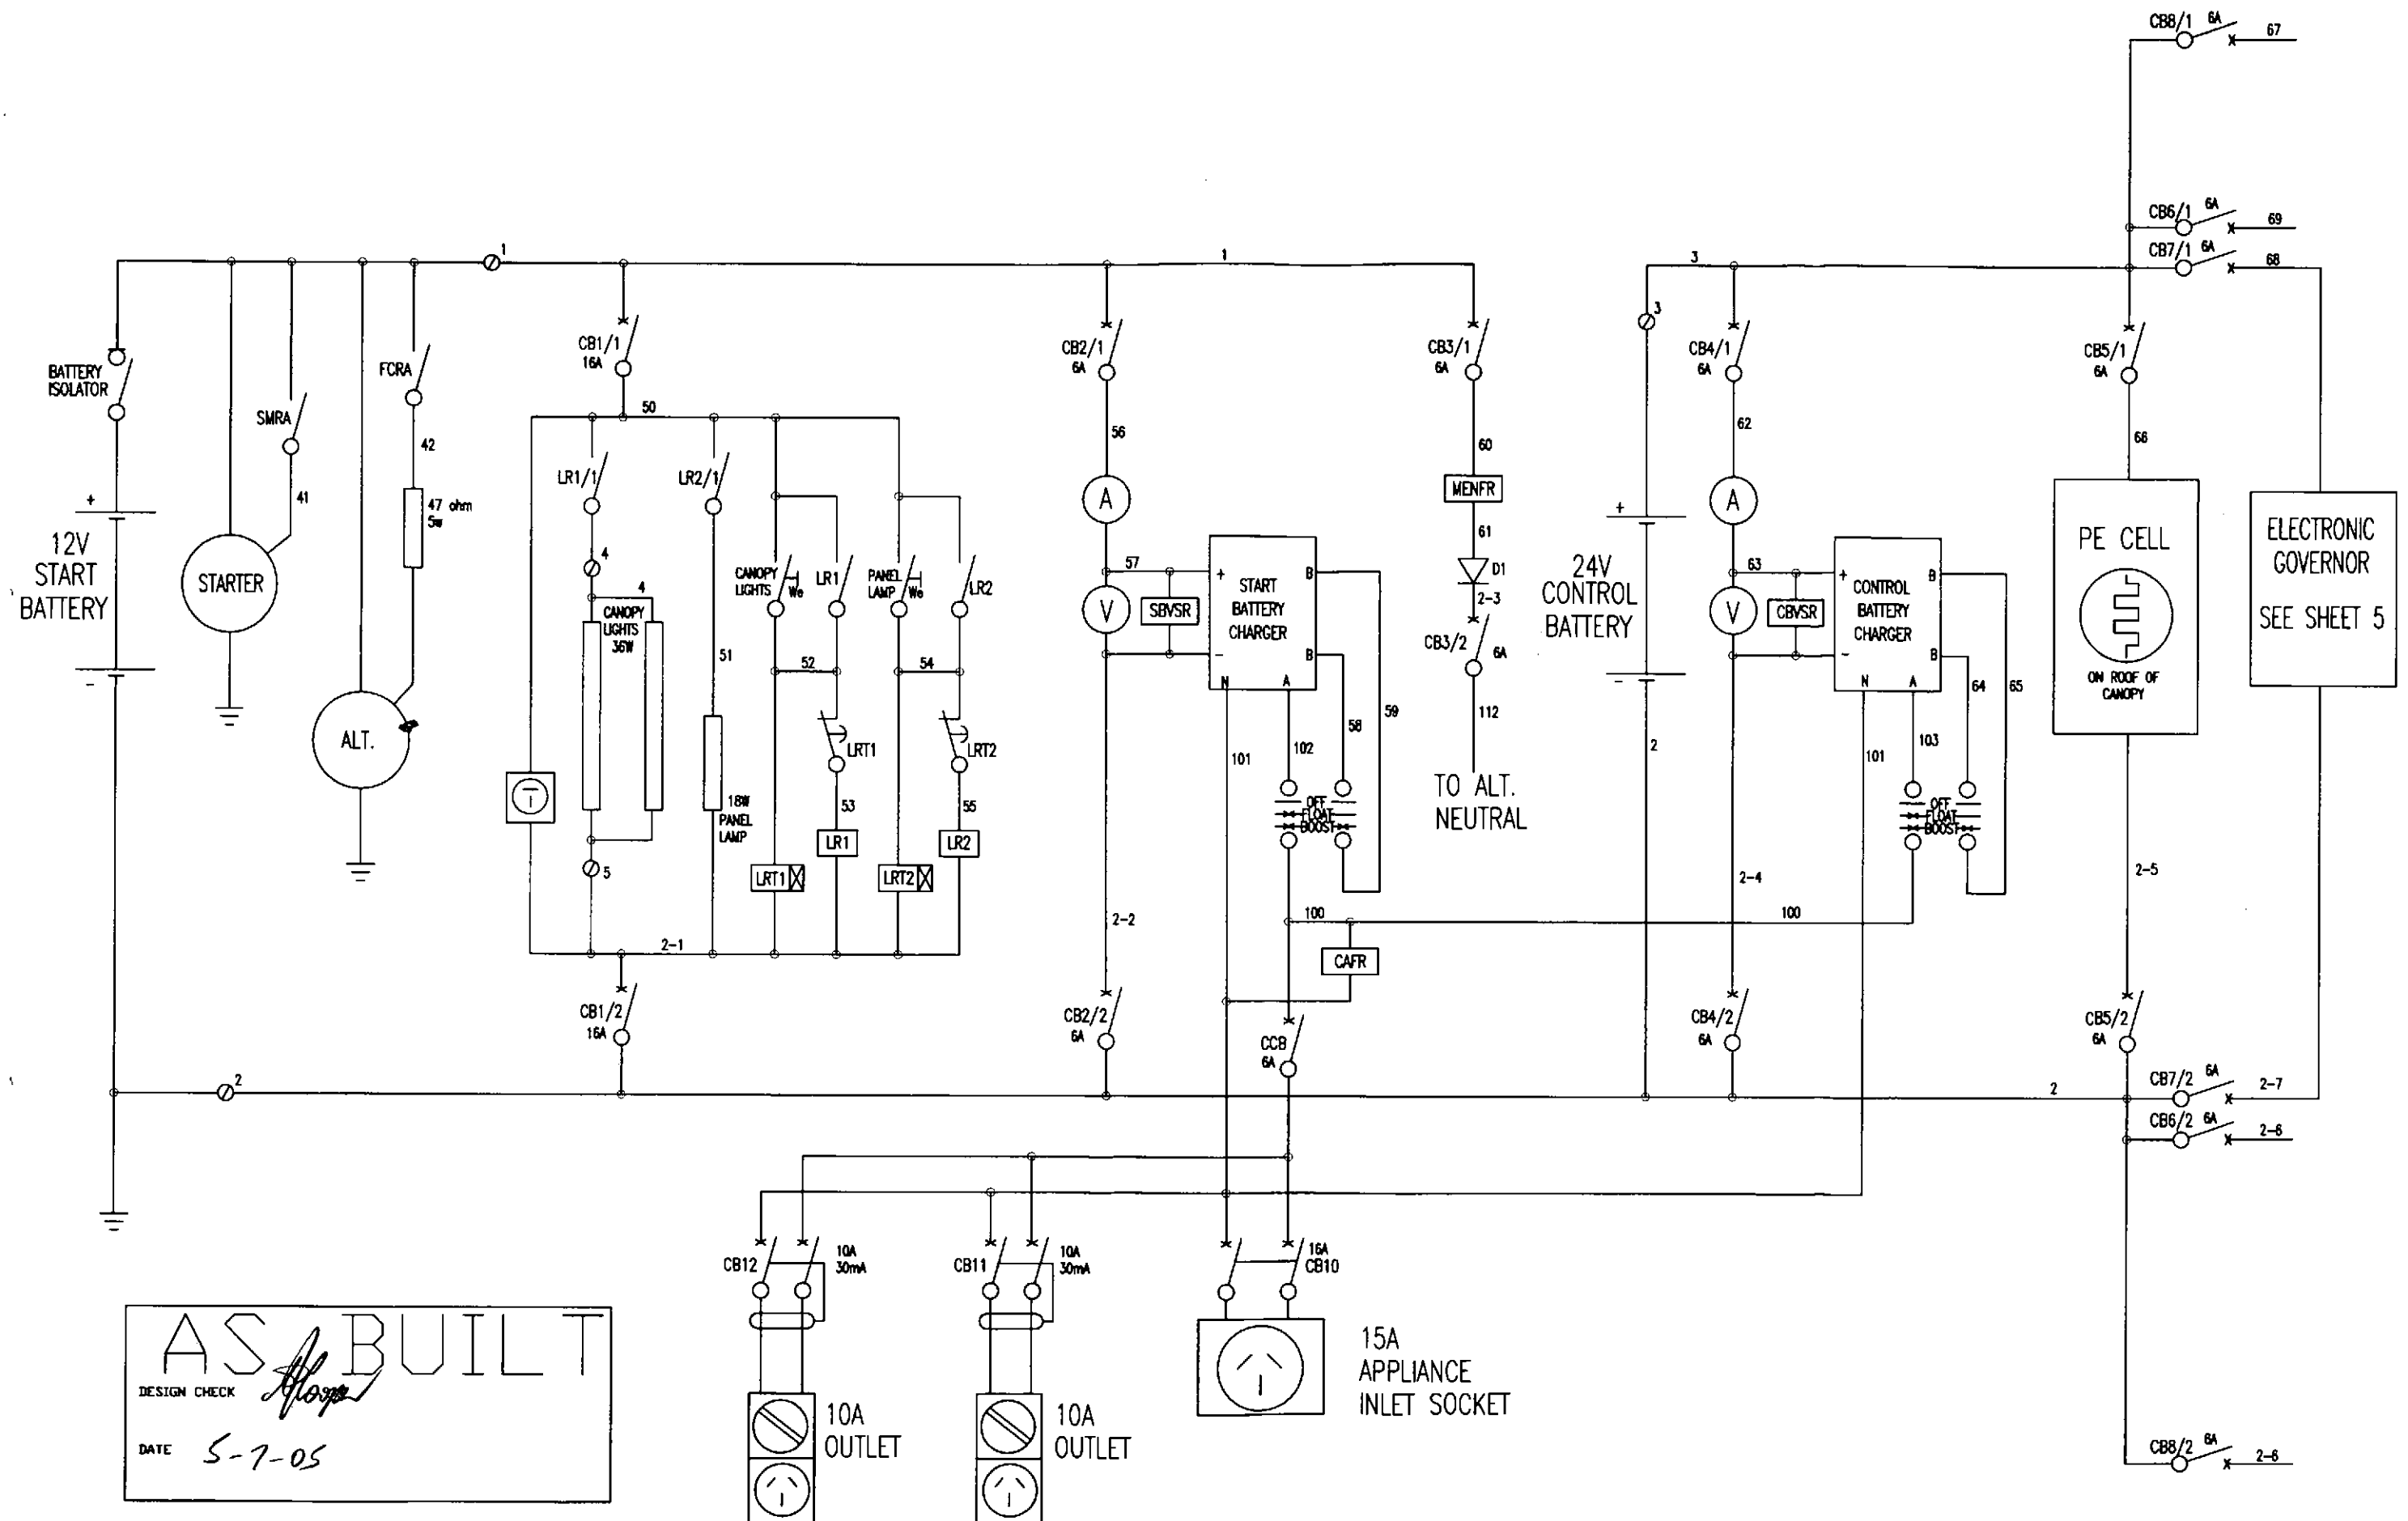 CB8/1 6A
67
CB6/1 6A
69
CB7/1 6A
68
1
1
3
3
BATTERY
ISOLATOR
FCRA
SMRA
41
42
47 ohm
5w
+
12V
START
BATTERY
-
STARTER
ALT.
CB1/1
16A
50
LR1/1
LR2/1
4
4
CANOPY
LIGHTS
36W
5
51
18W
PANEL
LAMP
CANOPY
LIGHTS
We
LR1
PANEL
LAMP
We
LR2
52
54
LRT1
LRT2
53
55
LR1
LR2
LRT1
LRT2
2-1
CB1/2
16A
2
CB2/1
6A
56
A
57
V
SBVSR
+
-
START
BATTERY
CHARGER
B
B
N
A
101
102
58
59
OFF
FLOAT
BOOST
2-2
CB2/2
6A
100
100
CAFR
CCB
6A
CB3/1
6A
60
MENFR
61
D1
2-3
CB3/2
6A
112
TO ALT.
NEUTRAL
+
24V
CONTROL
BATTERY
-
2
CB4/1
6A
62
A
63
V
CBVSR
+
-
CONTROL
BATTERY
CHARGER
B
B
N
A
101
103
64
65
OFF
FLOAT
BOOST
2-4
CB4/2
6A
CB5/1
6A
66
PE CELL
ON ROOF OF
CANOPY
2-5
CB5/2
6A
ELECTRONIC
GOVERNOR
SEE SHEET 5
2
CB7/2 6A
2-7
CB6/2 6A
2-6
CB8/2 6A
2-6
CB12
10A
30mA
CB11
10A
30mA
16A
CB10
10A
OUTLET
10A
OUTLET
15A
APPLIANCE
INLET SOCKET
AS BUILT
DESIGN CHECK
DATE 5-7-05